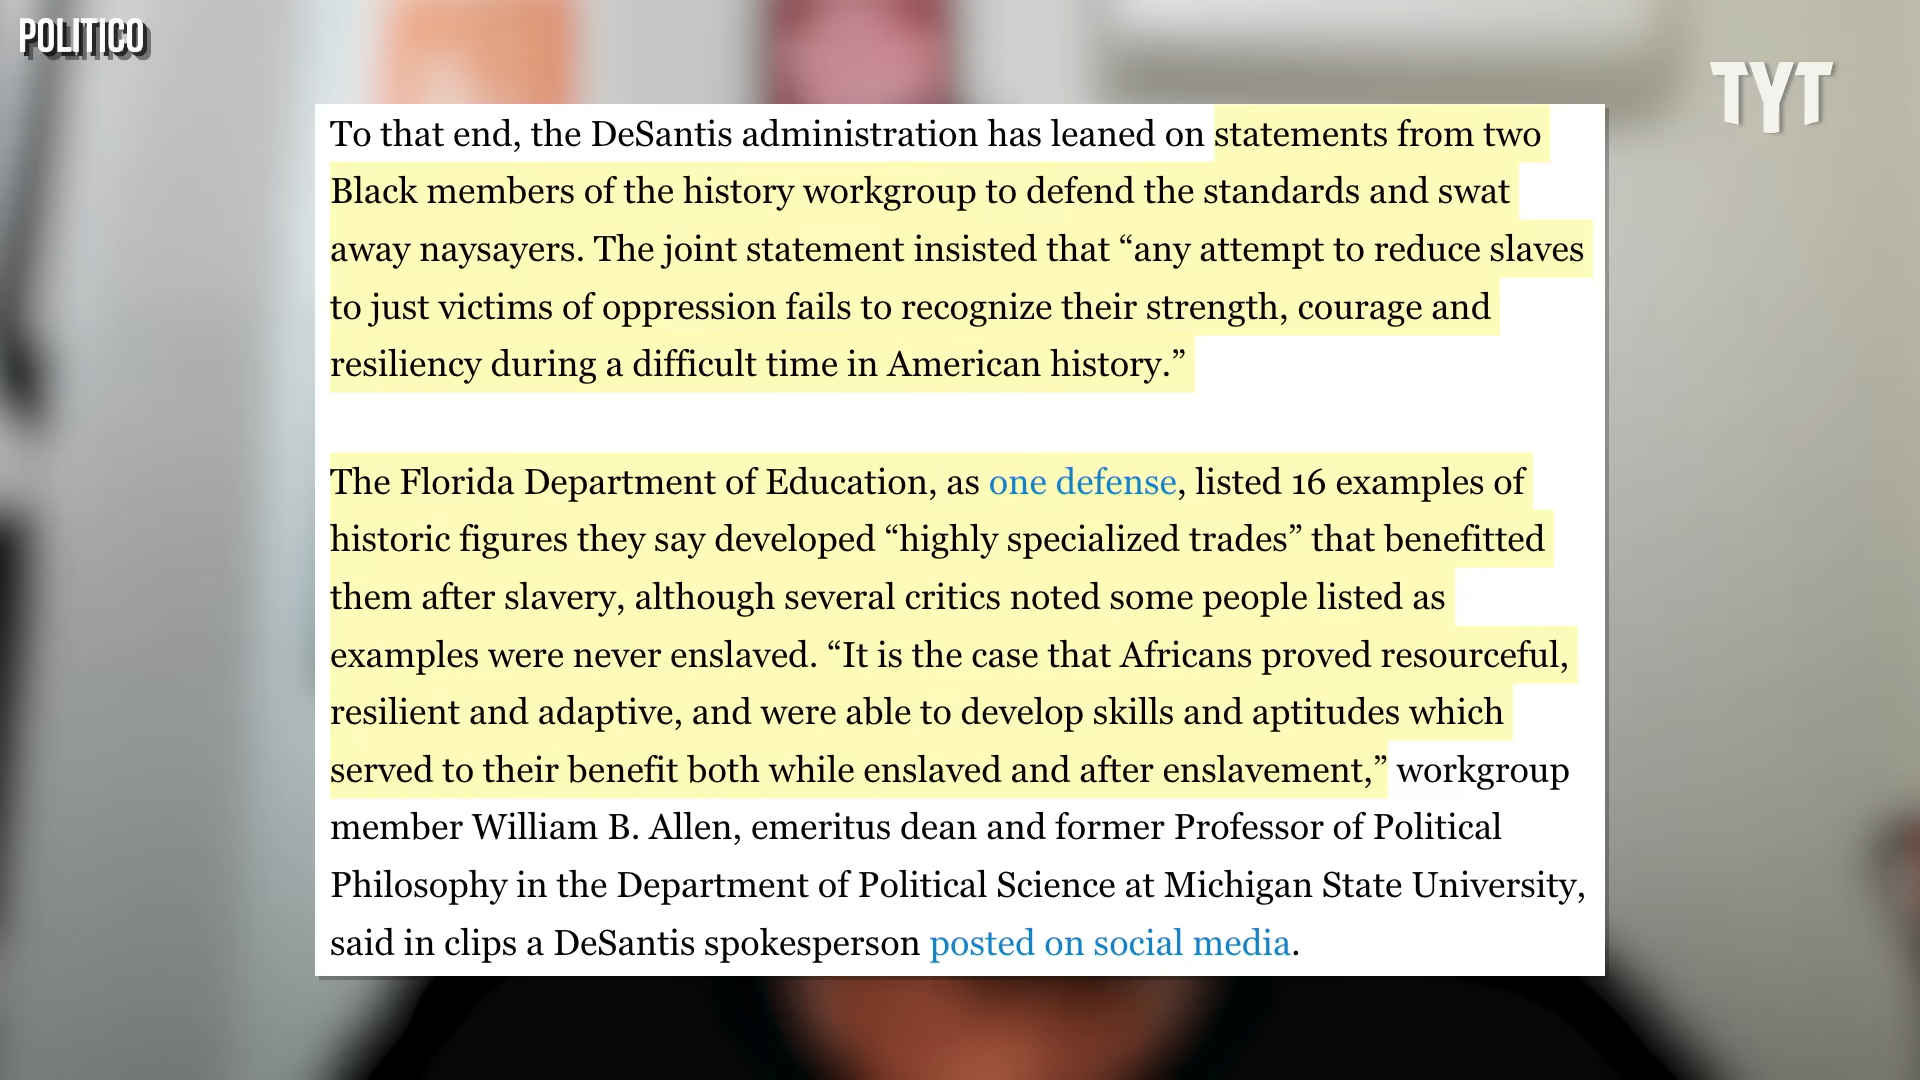 POLITICO
TYT
To that end, the DeSantis administration has leaned on statements from two
Black members of the history workgroup to defend the standards and swat
away naysayers. The joint statement insisted that “any attempt to reduce slaves
to just victims of oppression fails to recognize their strength, courage and
resiliency during a difficult time in American history.”
The Florida Department of Education, as one defense, listed 16 examples of
historic figures they say developed “highly specialized trades” that benefitted
them after slavery, although several critics noted some people listed as
examples were never enslaved. “It is the case that Africans proved resourceful,
resilient and adaptive, and were able to develop skills and aptitudes which
served to their benefit both while enslaved and after enslavement,” workgroup
member William B. Allen, emeritus dean and former Professor of Political
Philosophy in the Department of Political Science at Michigan State University,
said in clips a DeSantis spokesperson posted on social media.